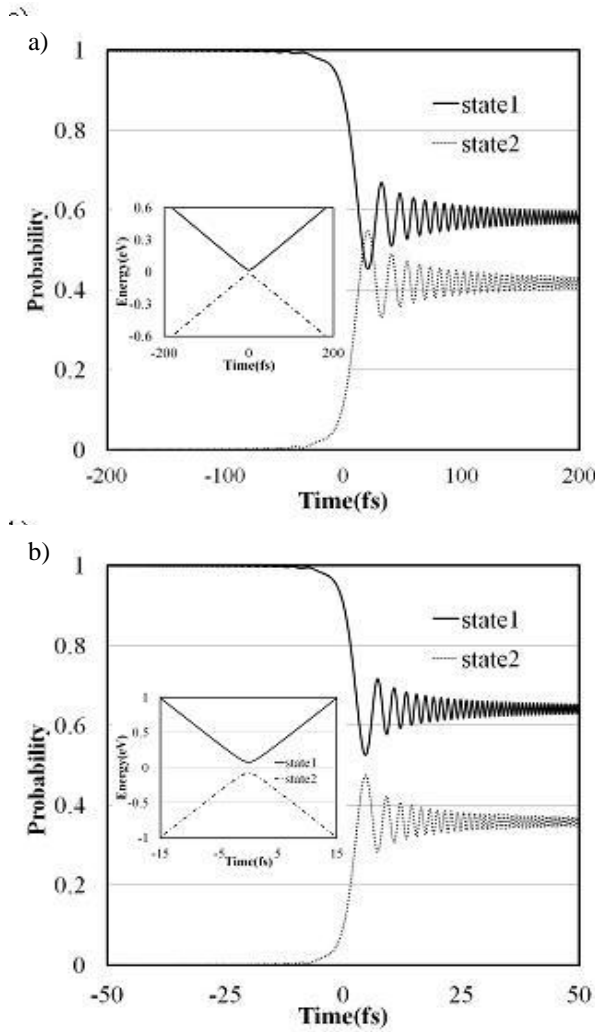 a)
1
state1
state2
0.8
0.6
0.4
0.2
0
Probability
0.6
0.3
0
-0.3
-0.6
Energy(eV)
-200 0 200
Time(fs)
-200 -100 0 100 200
Time(fs)
b)
1
state1
state2
0.8
0.6
0.4
0.2
0
Probability
1
0.5
0
-0.5
-1
Energy(eV)
state1
state2
-15 -5 5 15
Time(fs)
-50 -25 0 25 50
Time(fs)